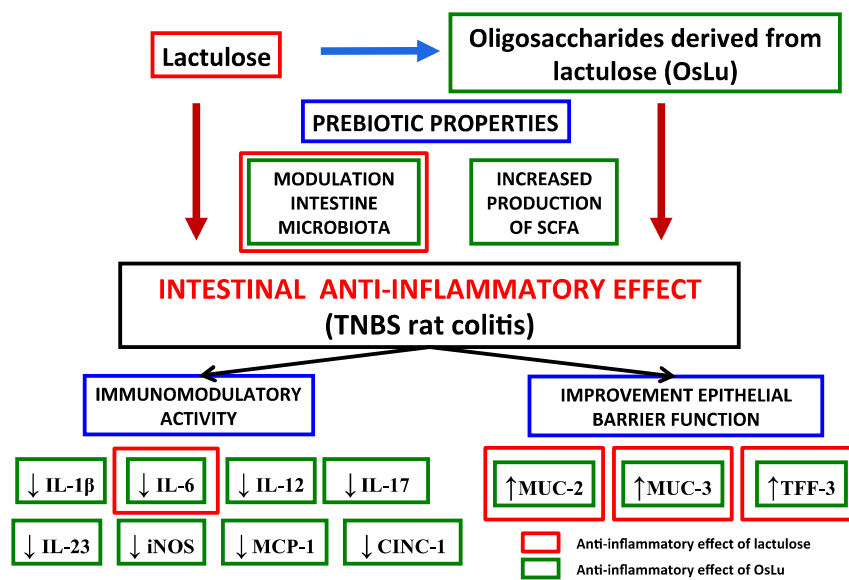 Lactulose
Oligosaccharides derived from
lactulose (OsLu)
PREBIOTIC PROPERTIES
MODULATION
INTESTINE
MICROBIOTA
INCREASED
PRODUCTION
OF SCFA
INTESTINAL ANTI-INFLAMMATORY EFFECT
(TNBS rat colitis)
IMMUNOMODULATORY
ACTIVITY
IMPROVEMENT EPITHELIAL
BARRIER FUNCTION
↓ IL-1β
↓ IL-6
↓ IL-12
↓ IL-17
↑MUC-2
↑MUC-3
↑TFF-3
↓ IL-23
↓ iNOS
↓ MCP-1
↓ CINC-1
Anti-inflammatory effect of lactulose
Anti-inflammatory effect of OsLu